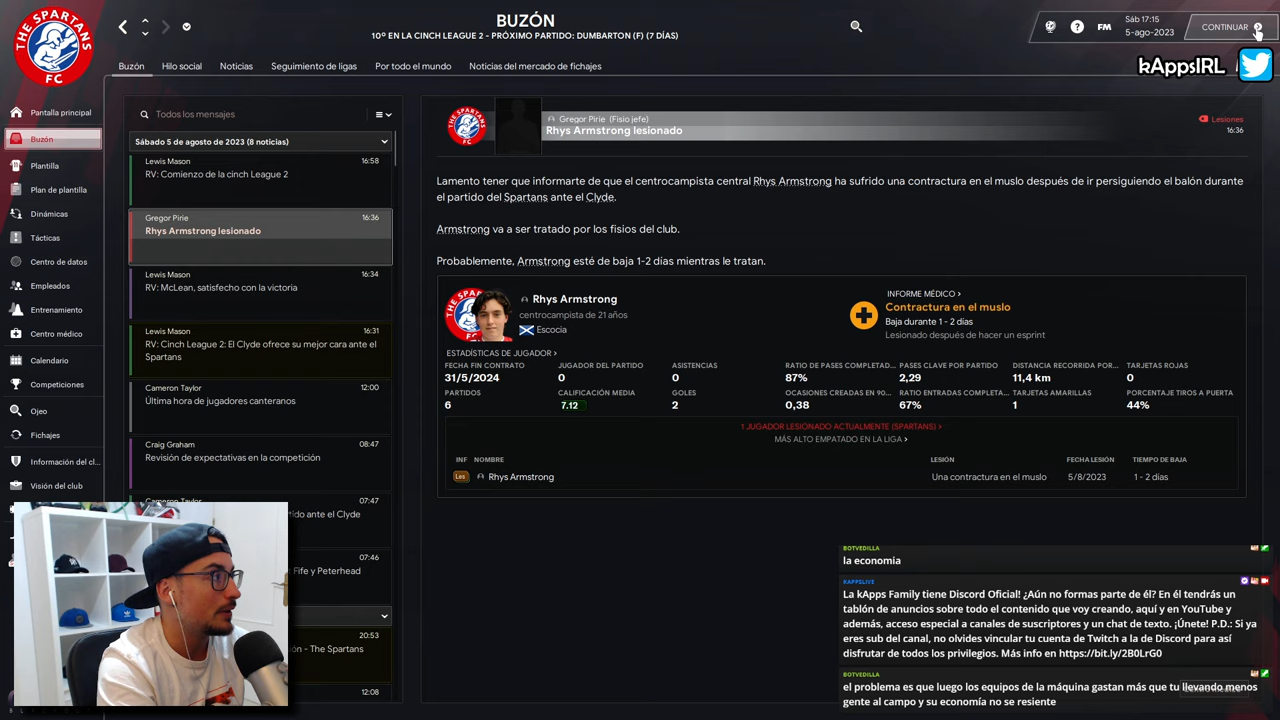 THE SPARTANS
FC
BUZÓN
10º EN LA CINCH LEAGUE 2 - PRÓXIMO PARTIDO: DUMBARTON (F) (7 DÍAS)
FM
Sáb 17:15
5-ago-2023
CONTINUAR
kAppsIRL
Buzón
Hilo social
Noticias
Seguimiento de ligas
Por todo el mundo
Noticias del mercado de fichajes
Pantalla principal
Buzón
Plantilla
Plan de plantilla
Dinámicas
Tácticas
Centro de datos
Empleados
Entrenamiento
Centro médico
Calendario
Competiciones
Ojeo
Fichajes
Información del cl...
Visión del club
Todos los mensajes
Sábado 5 de agosto de 2023 (8 noticias)
Lewis Mason 16:58
RV: Comienzo de la cinch League 2
Gregor Pirie 16:36
Rhys Armstrong lesionado
Lewis Mason 16:34
RV: McLean, satisfecho con la victoria
Lewis Mason 16:31
RV: Cinch League 2: El Clyde ofrece su mejor cara ante el
Spartans
Cameron Taylor 12:00
Última hora de jugadores canteranos
Craig Graham 08:47
Revisión de expectativas en la competición
Cameron Taylor 07:47
tido ante el Clyde
07:46
Fife y Peterhead
20:53
ón - The Spartans
12:08
Gregor Pirie (Fisio jefe)
Rhys Armstrong lesionado
Lesiones
16:36
Lamento tener que informarte de que el centrocampista central Rhys Armstrong ha sufrido una contractura en el muslo después de ir persiguiendo el balón durante
el partido del Spartans ante el Clyde.
Armstrong va a ser tratado por los fisios del club.
Probablemente, Armstrong esté de baja 1-2 días mientras le tratan.
Rhys Armstrong
centrocampista de 21 años
Escocia
INFORME MÉDICO >
Contractura en el muslo
Baja durante 1 - 2 días
Lesionado después de hacer un esprint
ESTADÍSTICAS DE JUGADOR >
FECHA FIN CONTRATO JUGADOR DEL PARTIDO ASISTENCIAS RATIO DE PASES COMPLETAD... PASES CLAVE POR PARTIDO DISTANCIA RECORRIDA POR... TARJETAS ROJAS
31/5/2024 0 0 87% 2,29 11,4 km 0
PARTIDOS CALIFICACIÓN MEDIA GOLES OCASIONES CREADAS EN 90... RATIO ENTRADAS COMPLETA... TARJETAS AMARILLAS PORCENTAJE TIROS A PUERTA
6 7.12 2 0,38 67% 1 44%
1 JUGADOR LESIONADO ACTUALMENTE (SPARTANS) >
MÁS ALTO EMPATADO EN LA LIGA >
INF NOMBRE LESIÓN FECHA LESIÓN TIEMPO DE BAJA
Les Rhys Armstrong Una contractura en el muslo 5/8/2023 1 - 2 días
BOTVEDILLA
la economia
KAPPSLIVE
La kApps Family tiene Discord Oficial! ¿Aún no formas parte de él? En él tendrás un
tablón de anuncios sobre todo el contenido que voy creando, aquí y en YouTube y
además, acceso especial a canales de suscriptores y un chat de texto. ¡Únete! P.D.: Si ya
eres sub del canal, no olvides vincular tu cuenta de Twitch a la de Discord para así
disfrutar de todos los privilegios. Más info en https://bit.ly/2B0LrG0
BOTVEDILLA
el problema es que luego los equipos de la máquina gastan más que tu llevando menos
gente al campo y su economía no se resiente